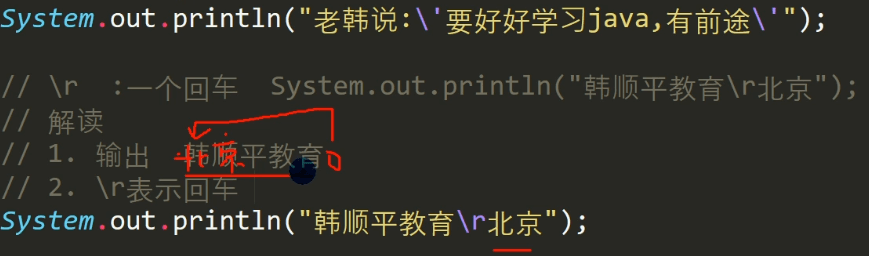 System.out.println("老韩说:\'要好好学习java,有前途\'");
// \r  :一个回车  System.out.println("韩顺平教育\r北京");
// 解读
// 1. 输出  韩顺平教育
// 2. \r表示回车
System.out.println("韩顺平教育\r北京");